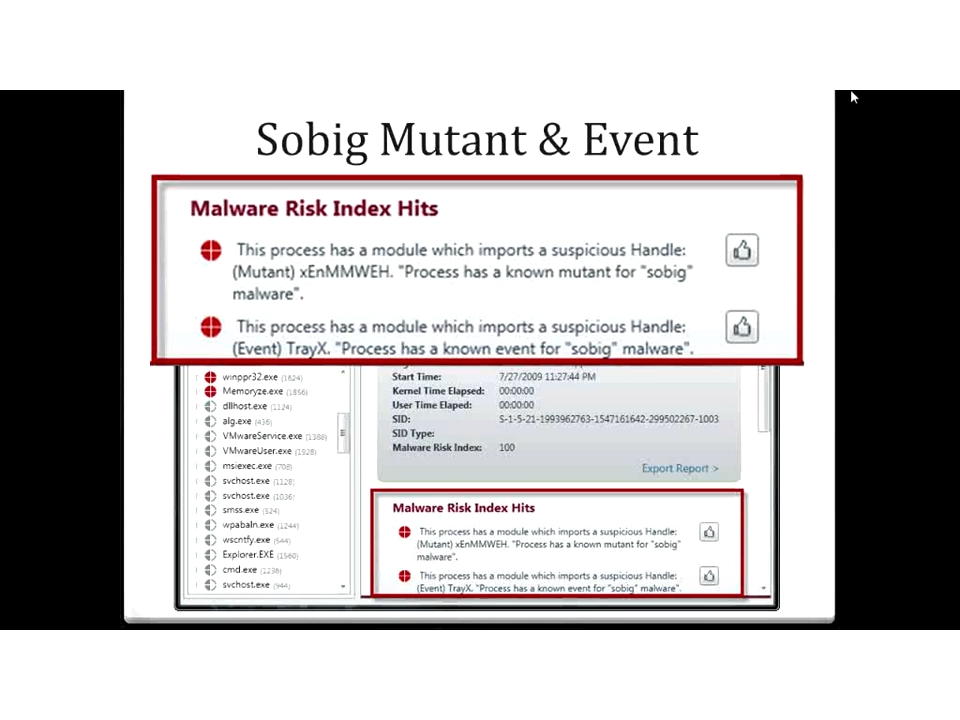 Sobig Mutant & Event
Malware Risk Index Hits
This process has a module which imports a suspicious Handle:
(Mutant) xEnMMWEH. "Process has a known mutant for "sobig"
malware".
This process has a module which imports a suspicious Handle:
(Event) TrayX. "Process has a known event for "sobig" malware".
winppr32.exe (1624)
Memoryze.exe (1856)
dllhost.exe (1124)
alg.exe (436)
VMwareService.exe (1388)
VMwareUser.exe (1928)
msiexec.exe (708)
svchost.exe (1128)
svchost.exe (1036)
smss.exe (524)
wpabaln.exe (1244)
wscntfy.exe (544)
Explorer.EXE (1560)
cmd.exe (1236)
svchost.exe (944)
Start Time: 7/27/2009 11:27:44 PM
Kernel Time Elapsed: 00:00:00
User Time Elaped: 00:00:00
SID: S-1-5-21-1993962763-1547161642-299502267-1003
SID Type:
Malware Risk Index: 100
Export Report >
Malware Risk Index Hits
This process has a module which imports a suspicious Handle:
(Mutant) xEnMMWEH. "Process has a known mutant for "sobig"
malware".
This process has a module which imports a suspicious Handle:
(Event) TrayX. "Process has a known event for "sobig" malware".